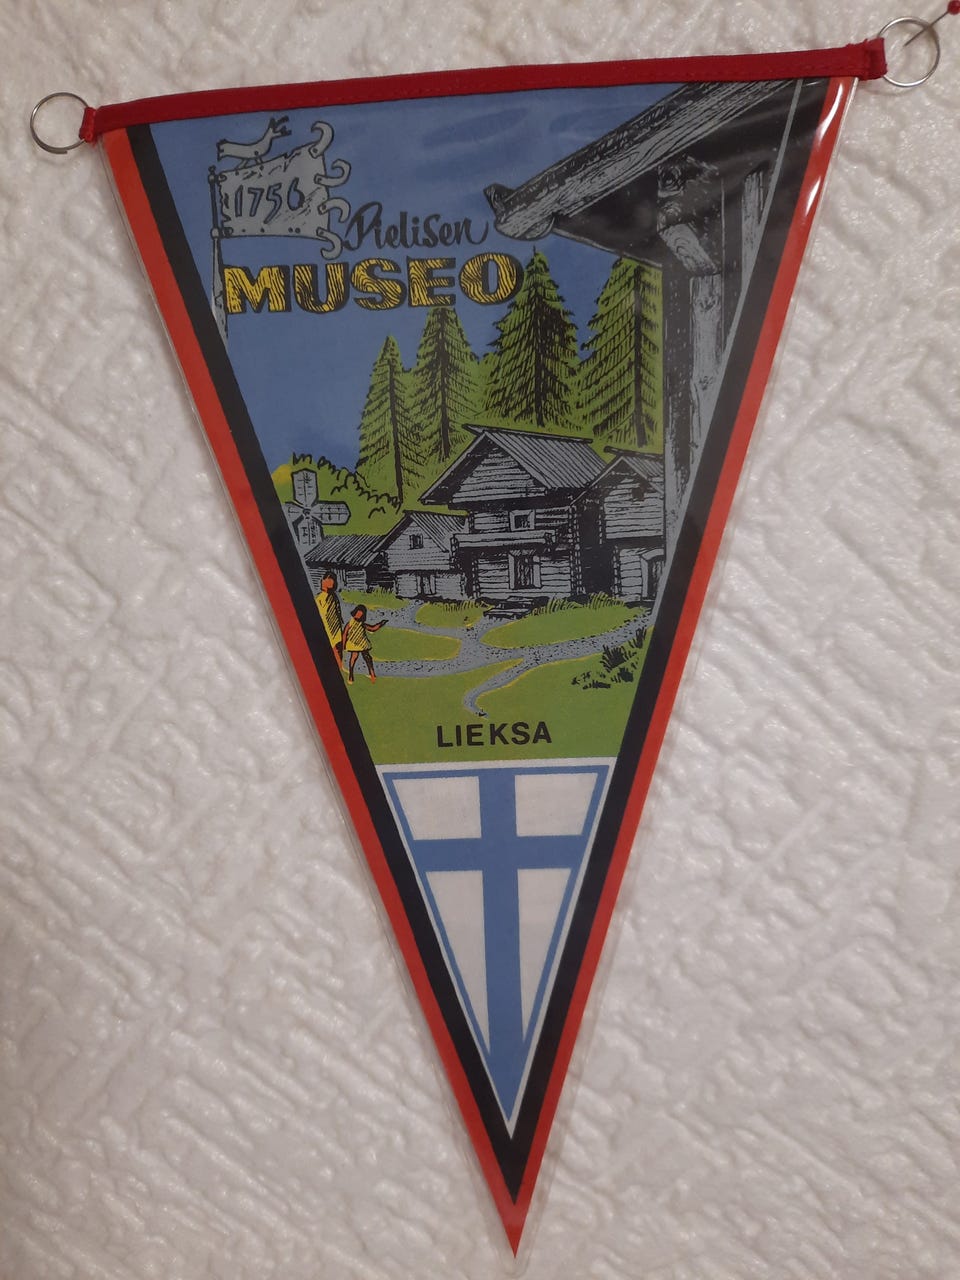 1756
Pielisen
MUSEO
LIEKSA